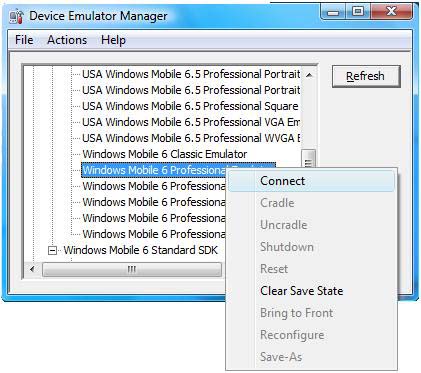 Device Emulator Manager
File Actions Help
USA Windows Mobile 6.5 Professional Portrait
Refresh
USA Windows Mobile 6.5 Professional Portrait
USA Windows Mobile 6.5 Professional Square
USA Windows Mobile 6.5 Professional VGA Em
USA Windows Mobile 6.5 Professional WVGA E
Windows Mobile 6 Classic Emulator
Windows Mobile 6 Professional
Connect
Windows Mobile 6 Professiona
Cradle
Windows Mobile 6 Professiona
Uncradle
Windows Mobile 6 Professiona
Shutdown
Windows Mobile 6 Professiona
Windows Mobile 6 Standard SDK
Reset
Clear Save State
Bring to Front
Reconfigure
Save-As